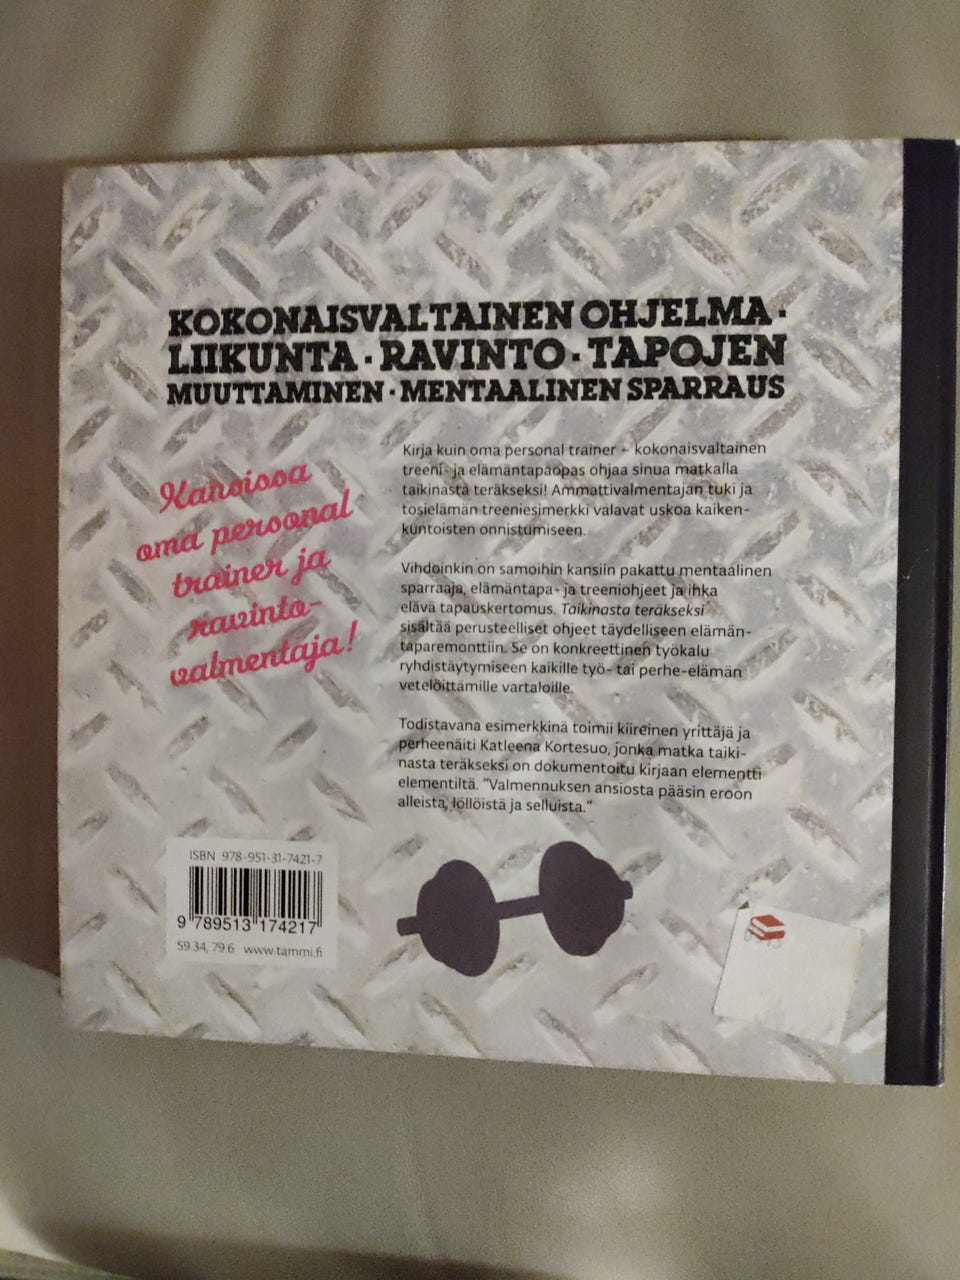 KOKONAISVALTAINEN OHJELMA ·
LIIKUNTA · RAVINTO · TAPOJEN
MUUTTAMINEN · MENTAALINEN SPARRAUS
Kansissa
oma personal
trainer ja
ravinto-
valmentaja!
Kirja kuin oma personal trainer – kokonaisvaltainen
treeni- ja elämäntapaopas ohjaa sinua matkalla
taikinasta teräkseksi! Ammattivalmentajan tuki ja
tosielämän treeniesimerkki valavat uskoa kaiken-
kuntoisten onnistumiseen.
Vihdoinkin on samoihin kansiin pakattu mentaalinen
sparraaja, elämäntapa- ja treeniohjeet ja ihka
elävä tapauskertomus. Taikinasta teräkseksi
sisältää perusteelliset ohjeet täydelliseen elämän-
taparemonttiin. Se on konkreettinen työkalu
ryhdistäytymiseen kaikille työ- tai perhe-elämän
vetelöittämille vartaloille.
Todistavana esimerkkinä toimii kiireinen yrittäjä ja
perheenäiti Katleena Kortesuo, jonka matka taiki-
nasta teräkseksi on dokumentoitu kirjaan elementti
elementiltä. ”Valmennuksen ansiosta pääsin eroon
alleista, löllöistä ja selluista.”
ISBN 978-951-31-7421-7
9 789513 174217
59.34, 79.6 www.tammi.fi